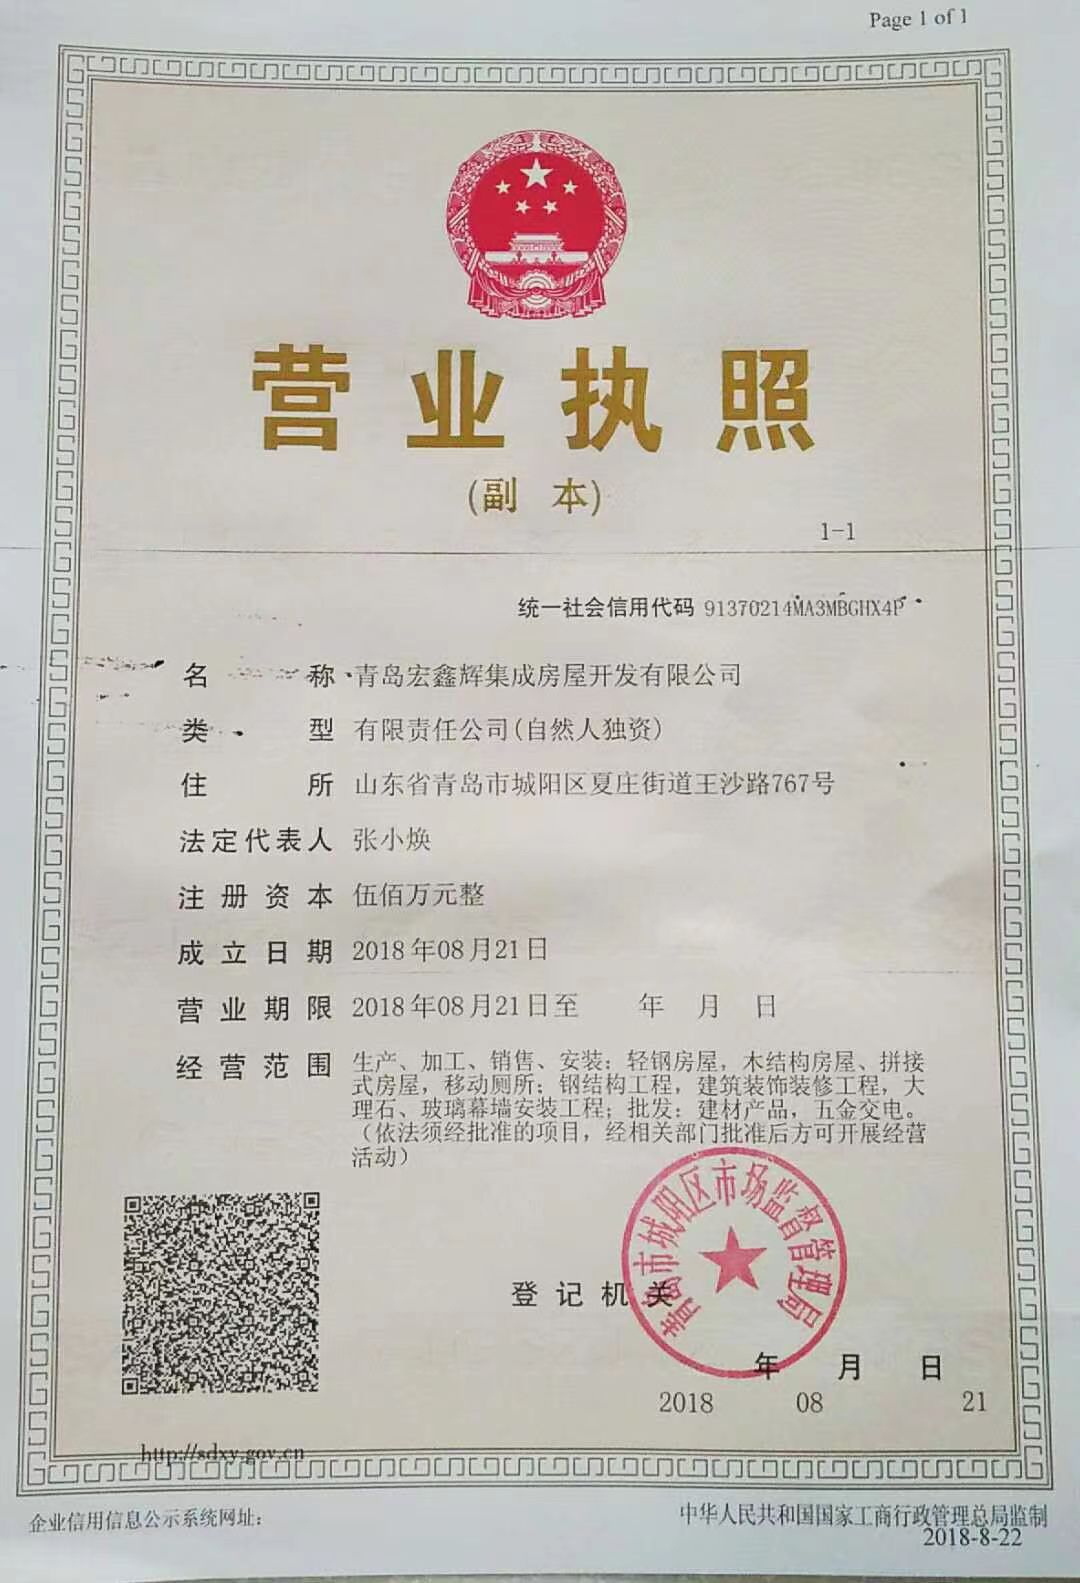 Page 1 of 1
营业执照
(副 本)
1-1
统一社会信用代码 91370214MA3MBGHX4P
名称 青岛宏鑫辉集成房屋开发有限公司
类型 有限责任公司(自然人独资)
住所 山东省青岛市城阳区夏庄街道王沙路767号
法定代表人 张小焕
注册资本 伍佰万元整
成立日期 2018年08月21日
营业期限 2018年08月21日至 年 月 日
经营范围 生产、加工、销售、安装：轻钢房屋，木结构房屋、拼接
式房屋，移动厕所；钢结构工程，建筑装饰装修工程，大
理石、玻璃幕墙安装工程；批发：建材产品，五金交电。
（依法须经批准的项目，经相关部门批准后方可开展经营
活动）
登记机关
青岛市城阳区市场监督管理局
年 月 日
2018 08 21
http://sdxy.gov.cn
企业信用信息公示系统网址：
中华人民共和国国家工商行政管理总局监制
2018-8-22